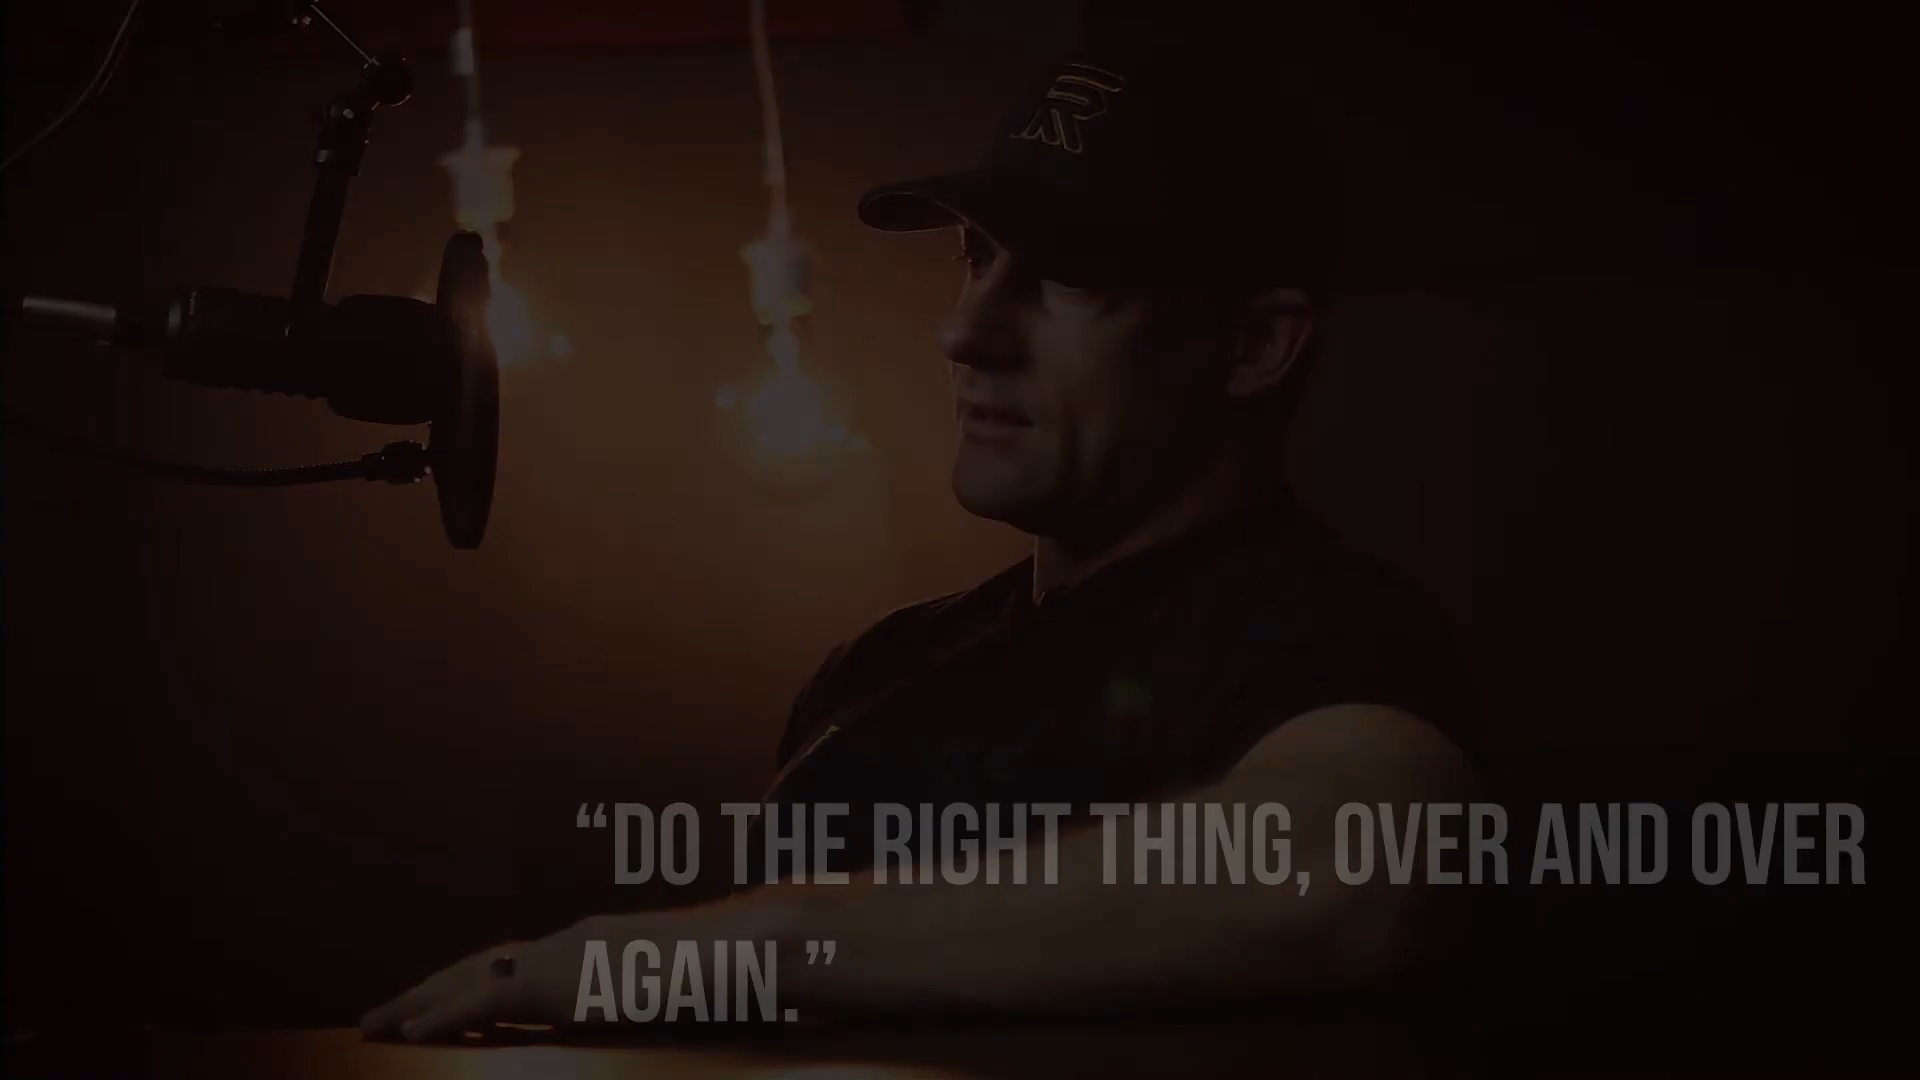 “DO THE RIGHT THING, OVER AND OVER
AGAIN.”